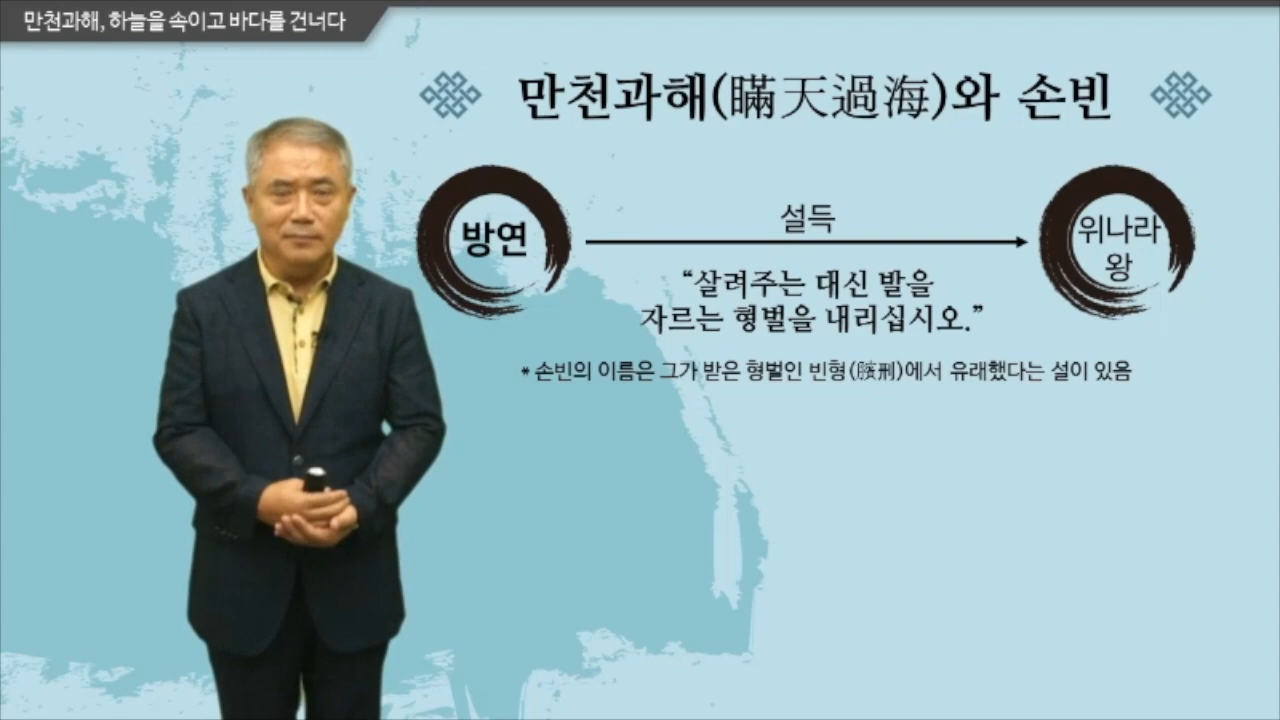 만천과해, 하늘을 속이고 바다를 건너다
만천과해(瞞天過海)와 손빈
방연
설득
위나라
왕
“살려주는 대신 발을
자르는 형벌을 내리십시오.”
* 손빈의 이름은 그가 받은 형벌인 빈형(臏刑)에서 유래했다는 설이 있음